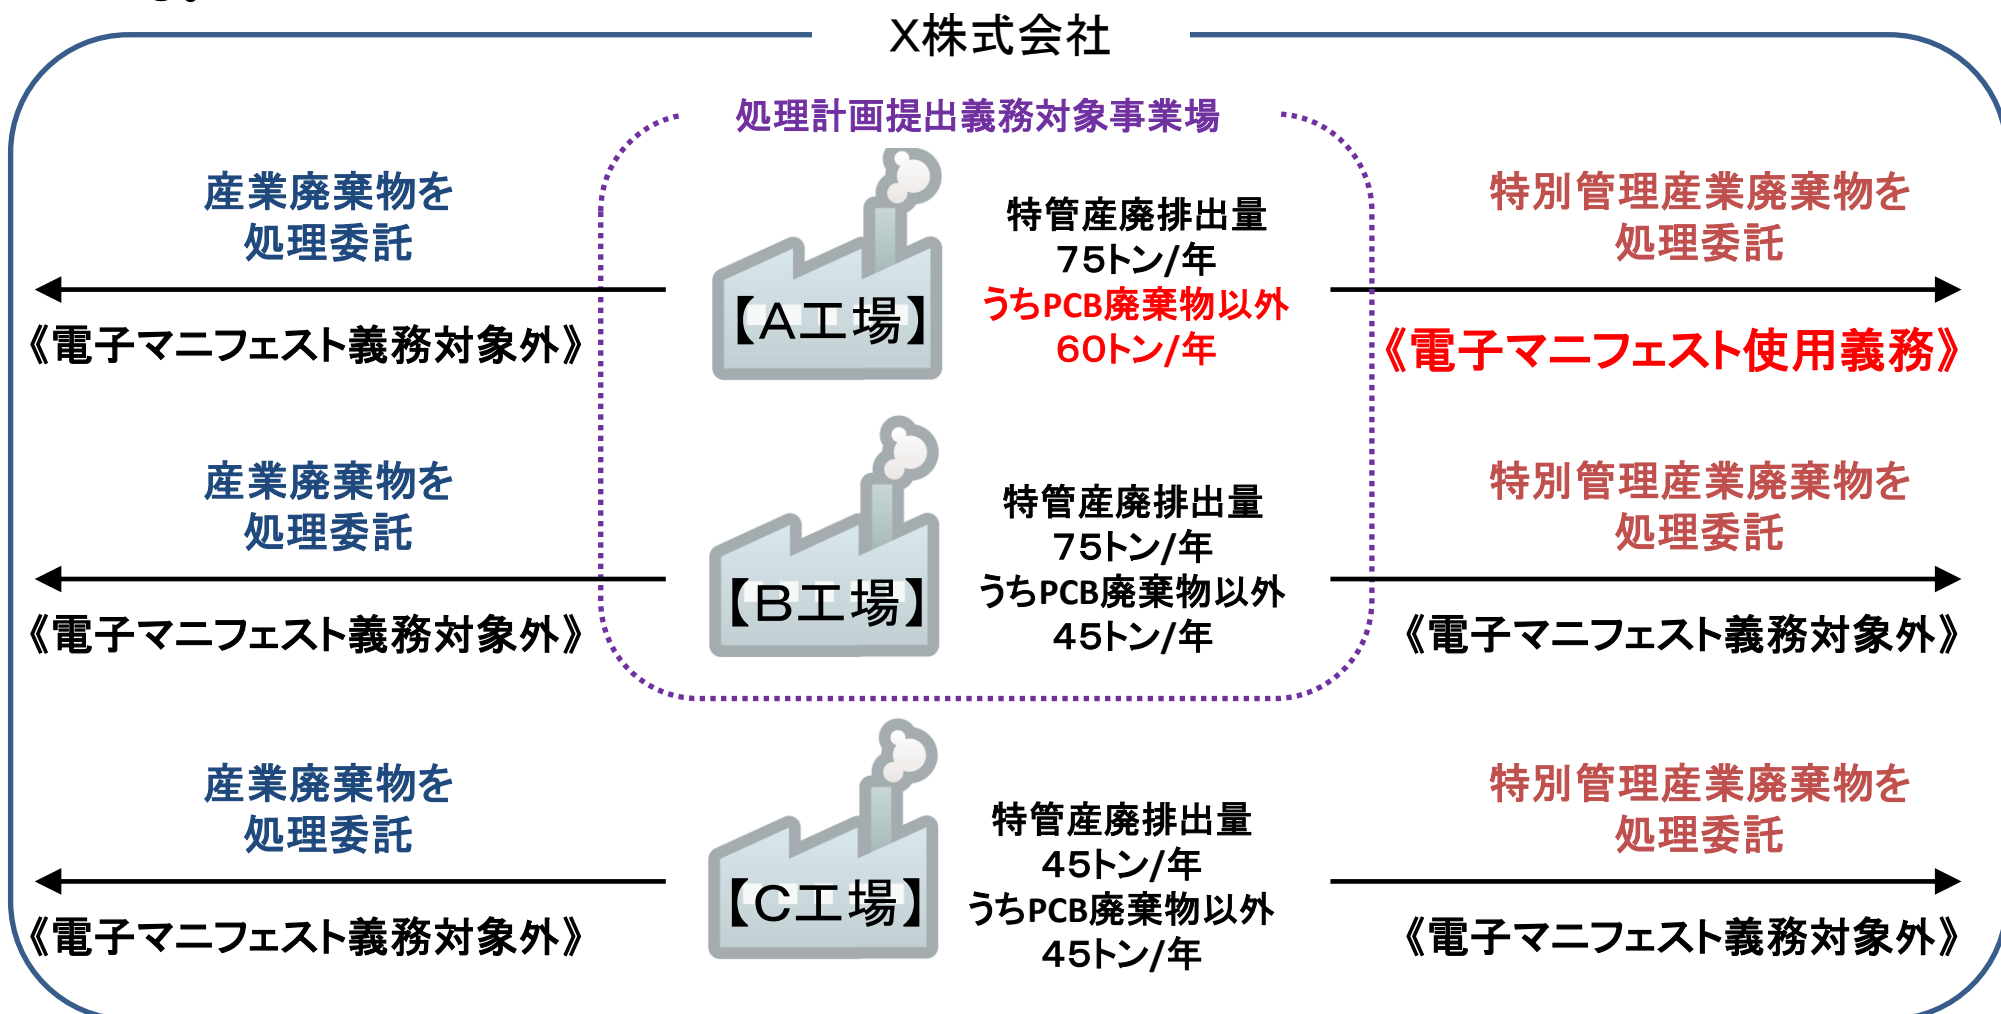 る。
X株式会社
処理計画提出義務対象事業場
産業廃棄物を
処理委託
《電子マニフェスト義務対象外》
【A工場】
特管産廃排出量
75トン/年
うちPCB廃棄物以外
60トン/年
特別管理産業廃棄物を
処理委託
《電子マニフェスト使用義務》
産業廃棄物を
処理委託
《電子マニフェスト義務対象外》
【B工場】
特管産廃排出量
75トン/年
うちPCB廃棄物以外
45トン/年
特別管理産業廃棄物を
処理委託
《電子マニフェスト義務対象外》
産業廃棄物を
処理委託
《電子マニフェスト義務対象外》
【C工場】
特管産廃排出量
45トン/年
うちPCB廃棄物以外
45トン/年
特別管理産業廃棄物を
処理委託
《電子マニフェスト義務対象外》